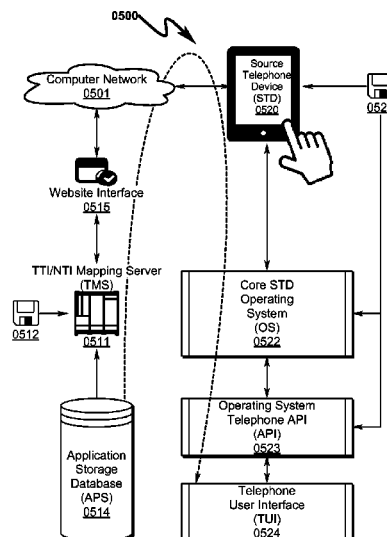 0500
Computer Network
0501
Source
Telephone
Device
(STD)
0520
052
Website Interface
0515
TTI/NTI Mapping Server
(TMS)
0511
0512
Core STD
Operating
System
(OS)
0522
Operating System
Telephone API
(API)
0523
Application
Storage
Database
(APS)
0514
Telephone
User Interface
(TUI)
0524